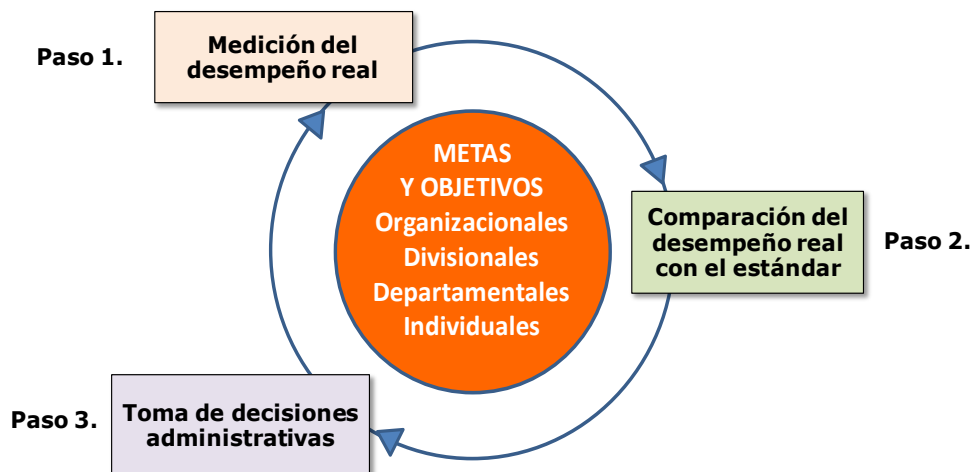 Paso 1.
Medición del
desempeño real
METAS
Y OBJETIVOS
Organizacionales
Divisionales
Departamentales
Individuales
Comparación del
desempeño real
con el estándar
Paso 2.
Paso 3.
Toma de decisiones
administrativas